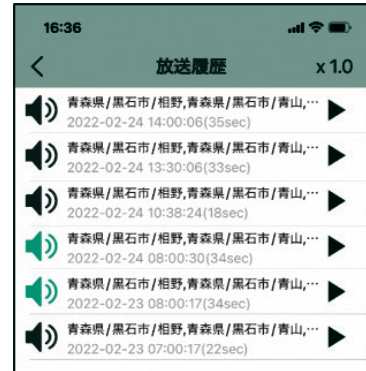 16:36
放送履歴 x 1.0
青森県/黒石市/相野,青森県/黒石市/青山,…
2022-02-24 14:00:06(35sec)
青森県/黒石市/相野,青森県/黒石市/青山,…
2022-02-24 13:30:06(33sec)
青森県/黒石市/相野,青森県/黒石市/青山,…
2022-02-24 10:38:24(18sec)
青森県/黒石市/相野,青森県/黒石市/青山,…
2022-02-24 08:00:30(34sec)
青森県/黒石市/相野,青森県/黒石市/青山,…
2022-02-23 08:00:17(34sec)
青森県/黒石市/相野,青森県/黒石市/青山,…
2022-02-23 07:00:17(22sec)